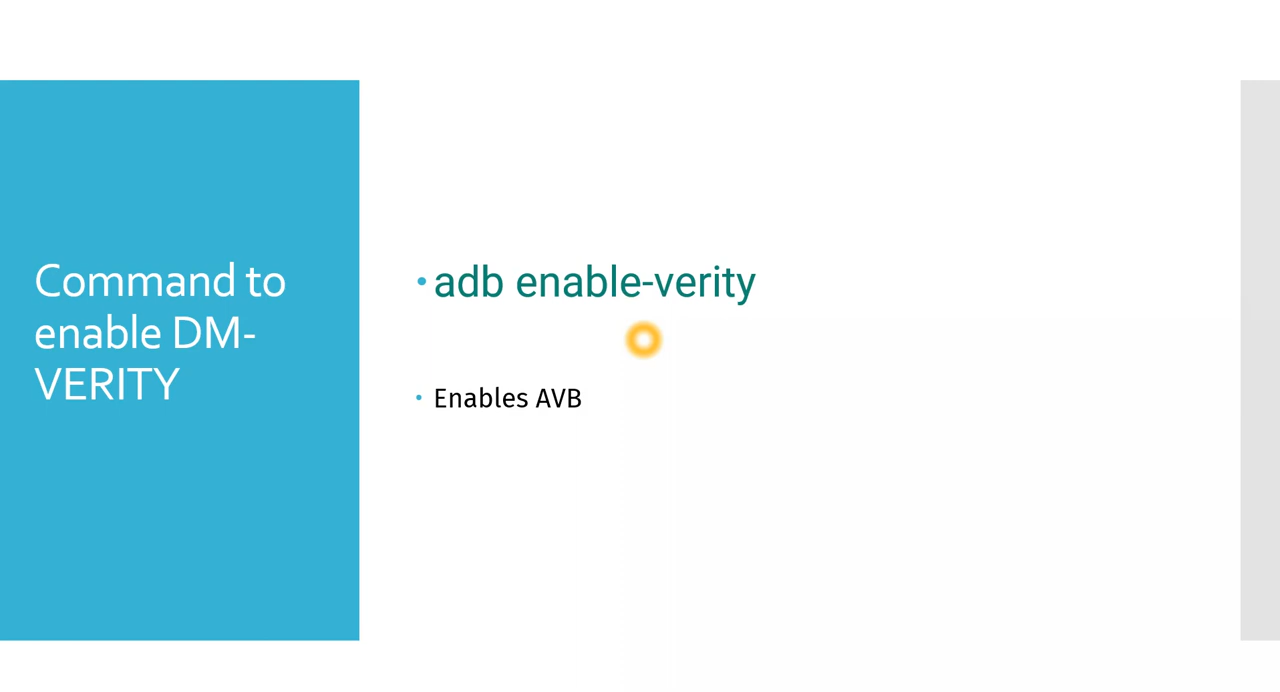 Command to
enable DM-
VERITY
• adb enable-verity
• Enables AVB